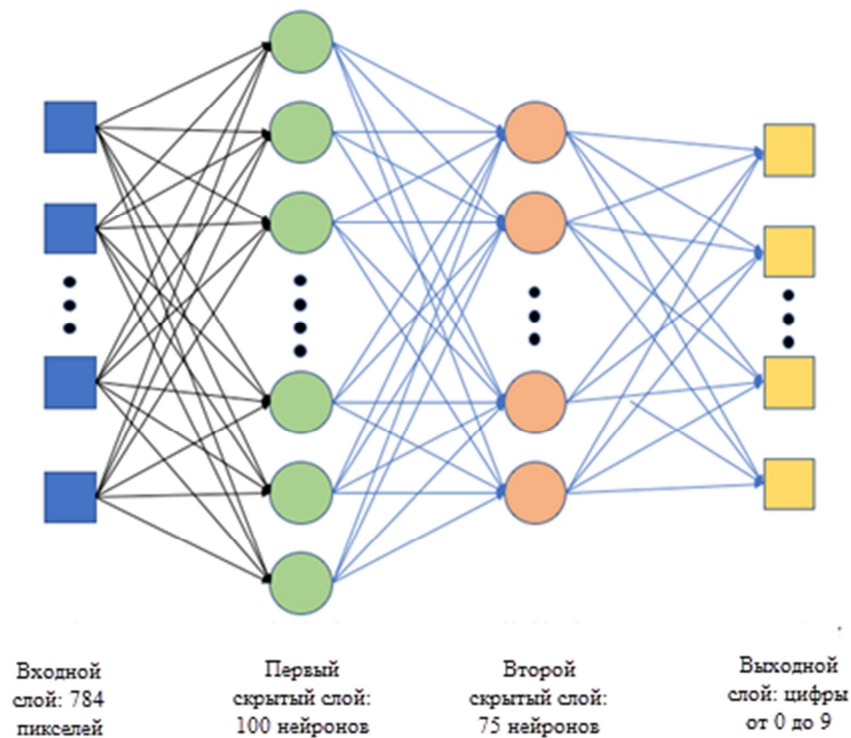 Входной
слой: 784
пикселей
Первый
скрытый слой:
100 нейронов
Второй
скрытый слой:
75 нейронов
Выходной
слой: цифры
от 0 до 9